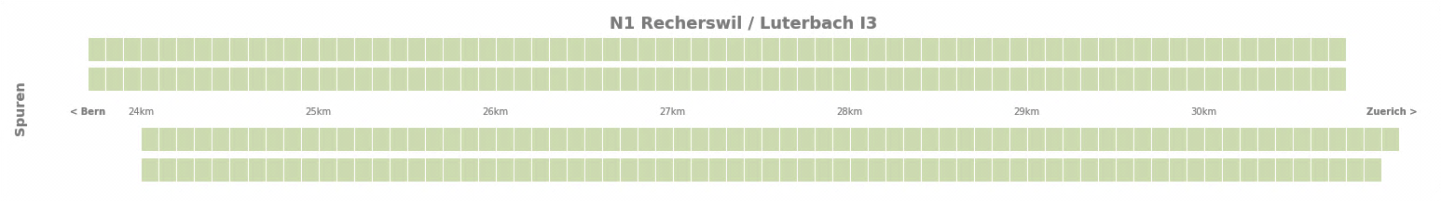 N1 Recherswil / Luterbach I3
Spuren
< Bern 24km 25km 26km 27km 28km 29km 30km Zuerich >